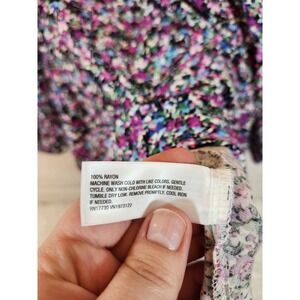 100% RAYON
MACHINE WASH COLD WITH LIKE COLORS. GENTLE
CYCLE. ONLY NON-CHLORINE BLEACH IF NEEDED.
TUMBLE DRY LOW. REMOVE PROMPTLY, COOL IRON
IF NEEDED.